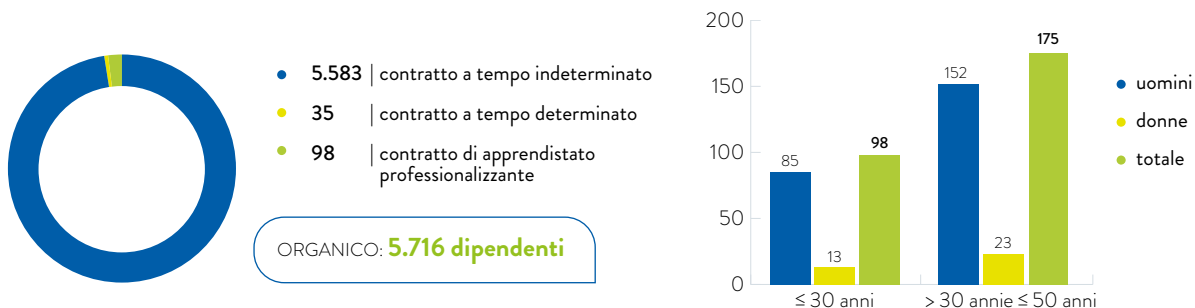 5.583 | contratto a tempo indeterminato
35 | contratto a tempo determinato
98 | contratto di apprendistato
professionalizzante
ORGANICO: 5.716 dipendenti
200
150
100
50
0
85
13
98
152
23
175
≤ 30 anni
> 30 annie ≤ 50 anni
uomini
donne
totale